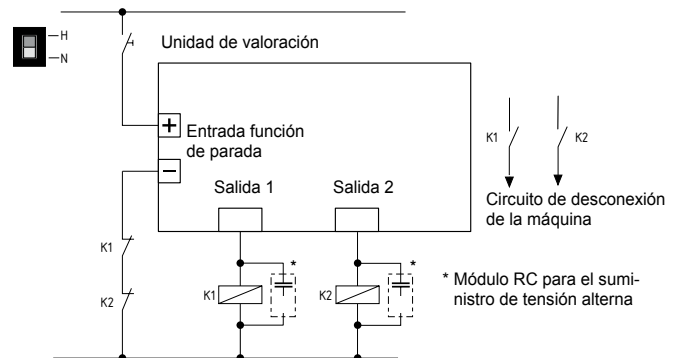 H
N
Unidad de valoración
+
Entrada función
de parada
−
Salida 1
Salida 2
K1
K2
Circuito de desconexión
de la máquina
K1
K2
K1
*
K2
*
* Módulo RC para el sumi-
nistro de tensión alterna